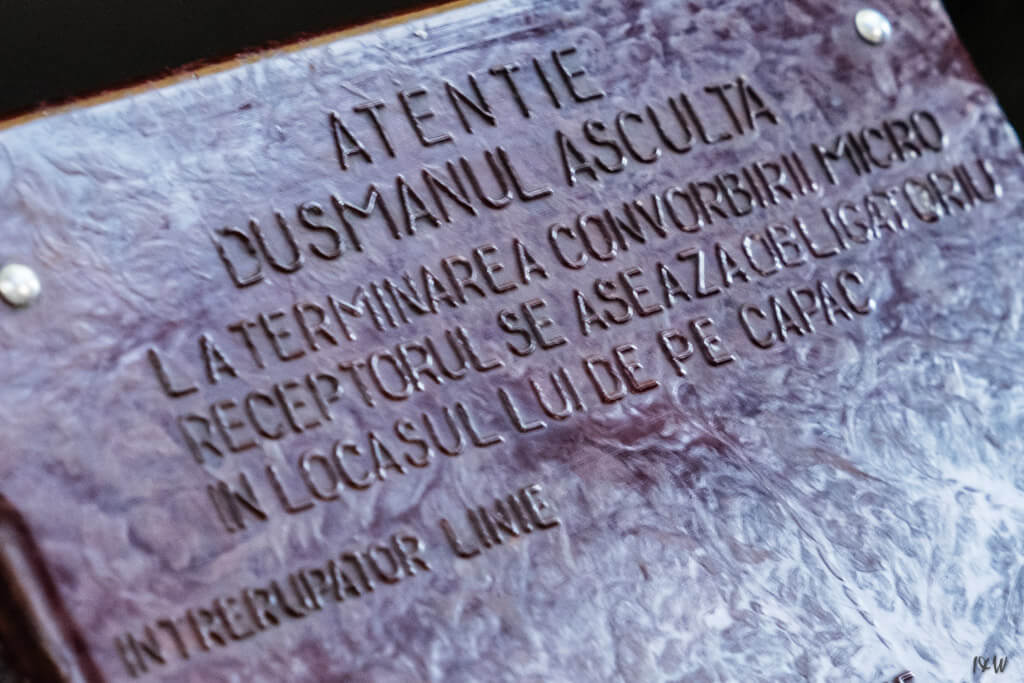 ATENTIE
DUSMANUL ASCULTA
LA TERMINAREA CONVORBIRII MICRO
RECEPTORUL SE ASEAZA OBLIGATORIU
IN LOCASUL LUI DE PE CAPAC
INTRERUPATOR LINIE